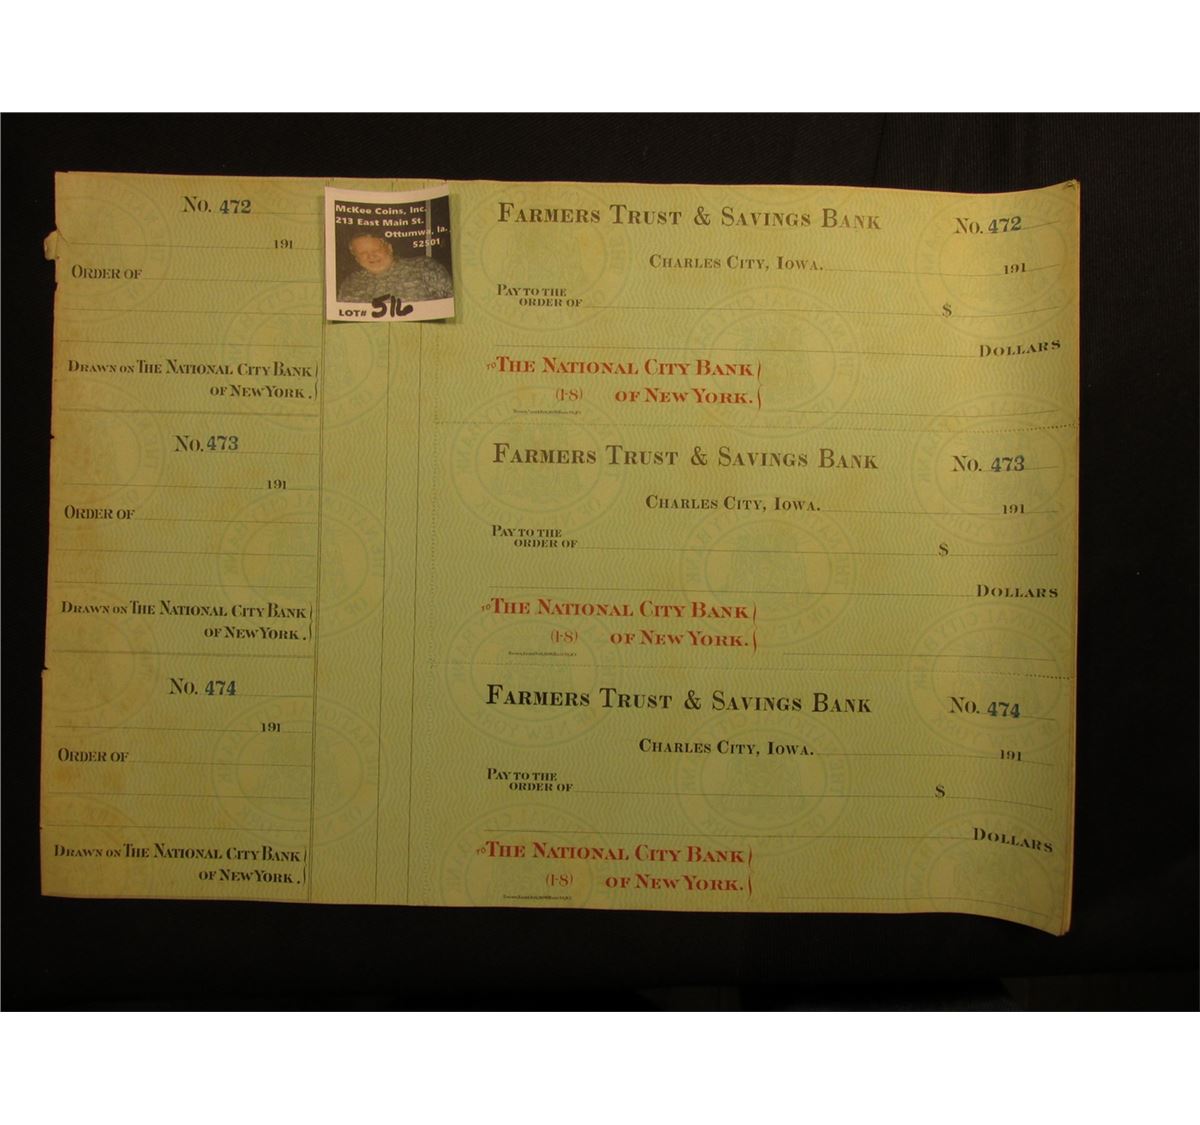 No. 472
191
ORDER OF
DRAWN ON THE NATIONAL CITY BANK
OF NEW YORK.
McKee Coins, Inc.
213 East Main St.
Ottumwa, Ia.
52501
LOT# 516
FARMERS TRUST & SAVINGS BANK
No. 472
CHARLES CITY, IOWA. 191
PAY TO THE
ORDER OF $
DOLLARS
TO THE NATIONAL CITY BANK
(1-8) OF NEW YORK.
No. 473
191
ORDER OF
DRAWN ON THE NATIONAL CITY BANK
OF NEW YORK.
FARMERS TRUST & SAVINGS BANK
No. 473
CHARLES CITY, IOWA. 191
PAY TO THE
ORDER OF $
DOLLARS
TO THE NATIONAL CITY BANK
(1-8) OF NEW YORK.
No. 474
191
ORDER OF
DRAWN ON THE NATIONAL CITY BANK
OF NEW YORK.
FARMERS TRUST & SAVINGS BANK
No. 474
CHARLES CITY, IOWA. 191
PAY TO THE
ORDER OF $
DOLLARS
TO THE NATIONAL CITY BANK
(1-8) OF NEW YORK.